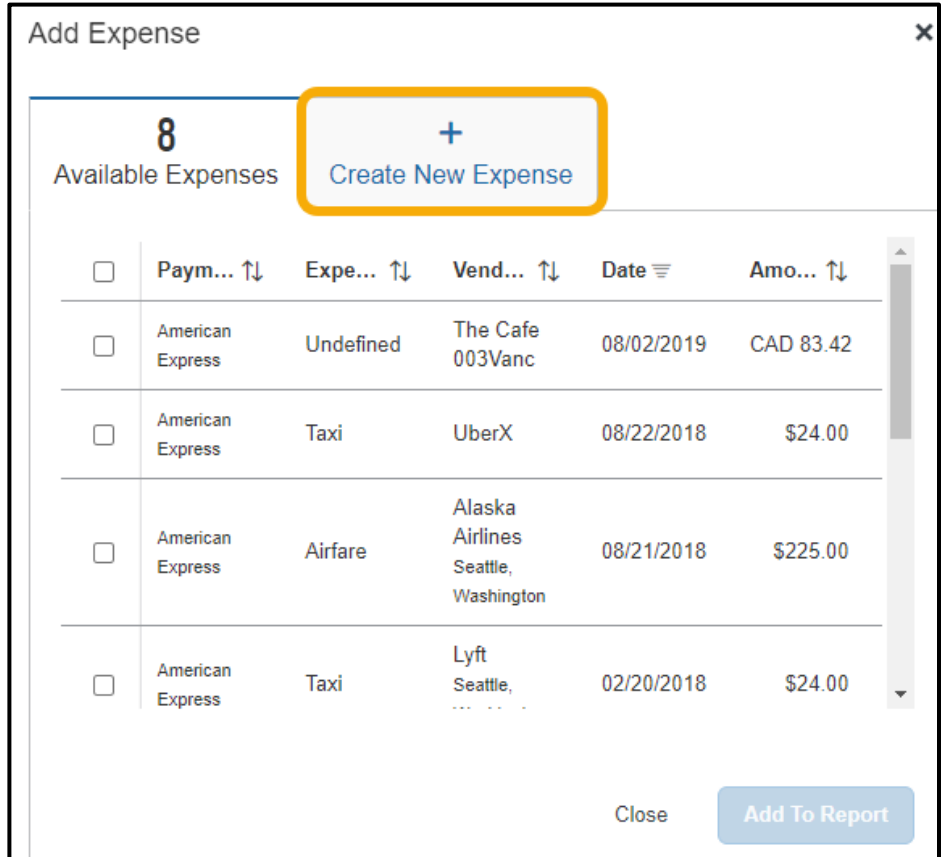 Add Expense
8
Available Expenses
+
Create New Expense
Paym... Expe... Vend... Date Amo...
American Express Undefined The Cafe 003Vanc 08/02/2019 CAD 83.42
American Express Taxi UberX 08/22/2018 $24.00
American Express Airfare Alaska Airlines Seattle, Washington 08/21/2018 $225.00
American Express Taxi Lyft Seattle, 02/20/2018 $24.00
Close Add To Report